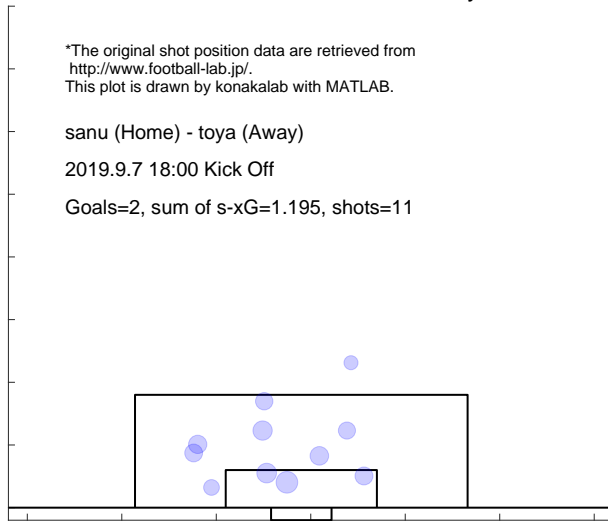 *The original shot position data are retrieved from
http://www.football-lab.jp/.
This plot is drawn by konakalab with MATLAB.
sanu (Home) - toya (Away)
2019.9.7 18:00 Kick Off
Goals=2, sum of s-xG=1.195, shots=11